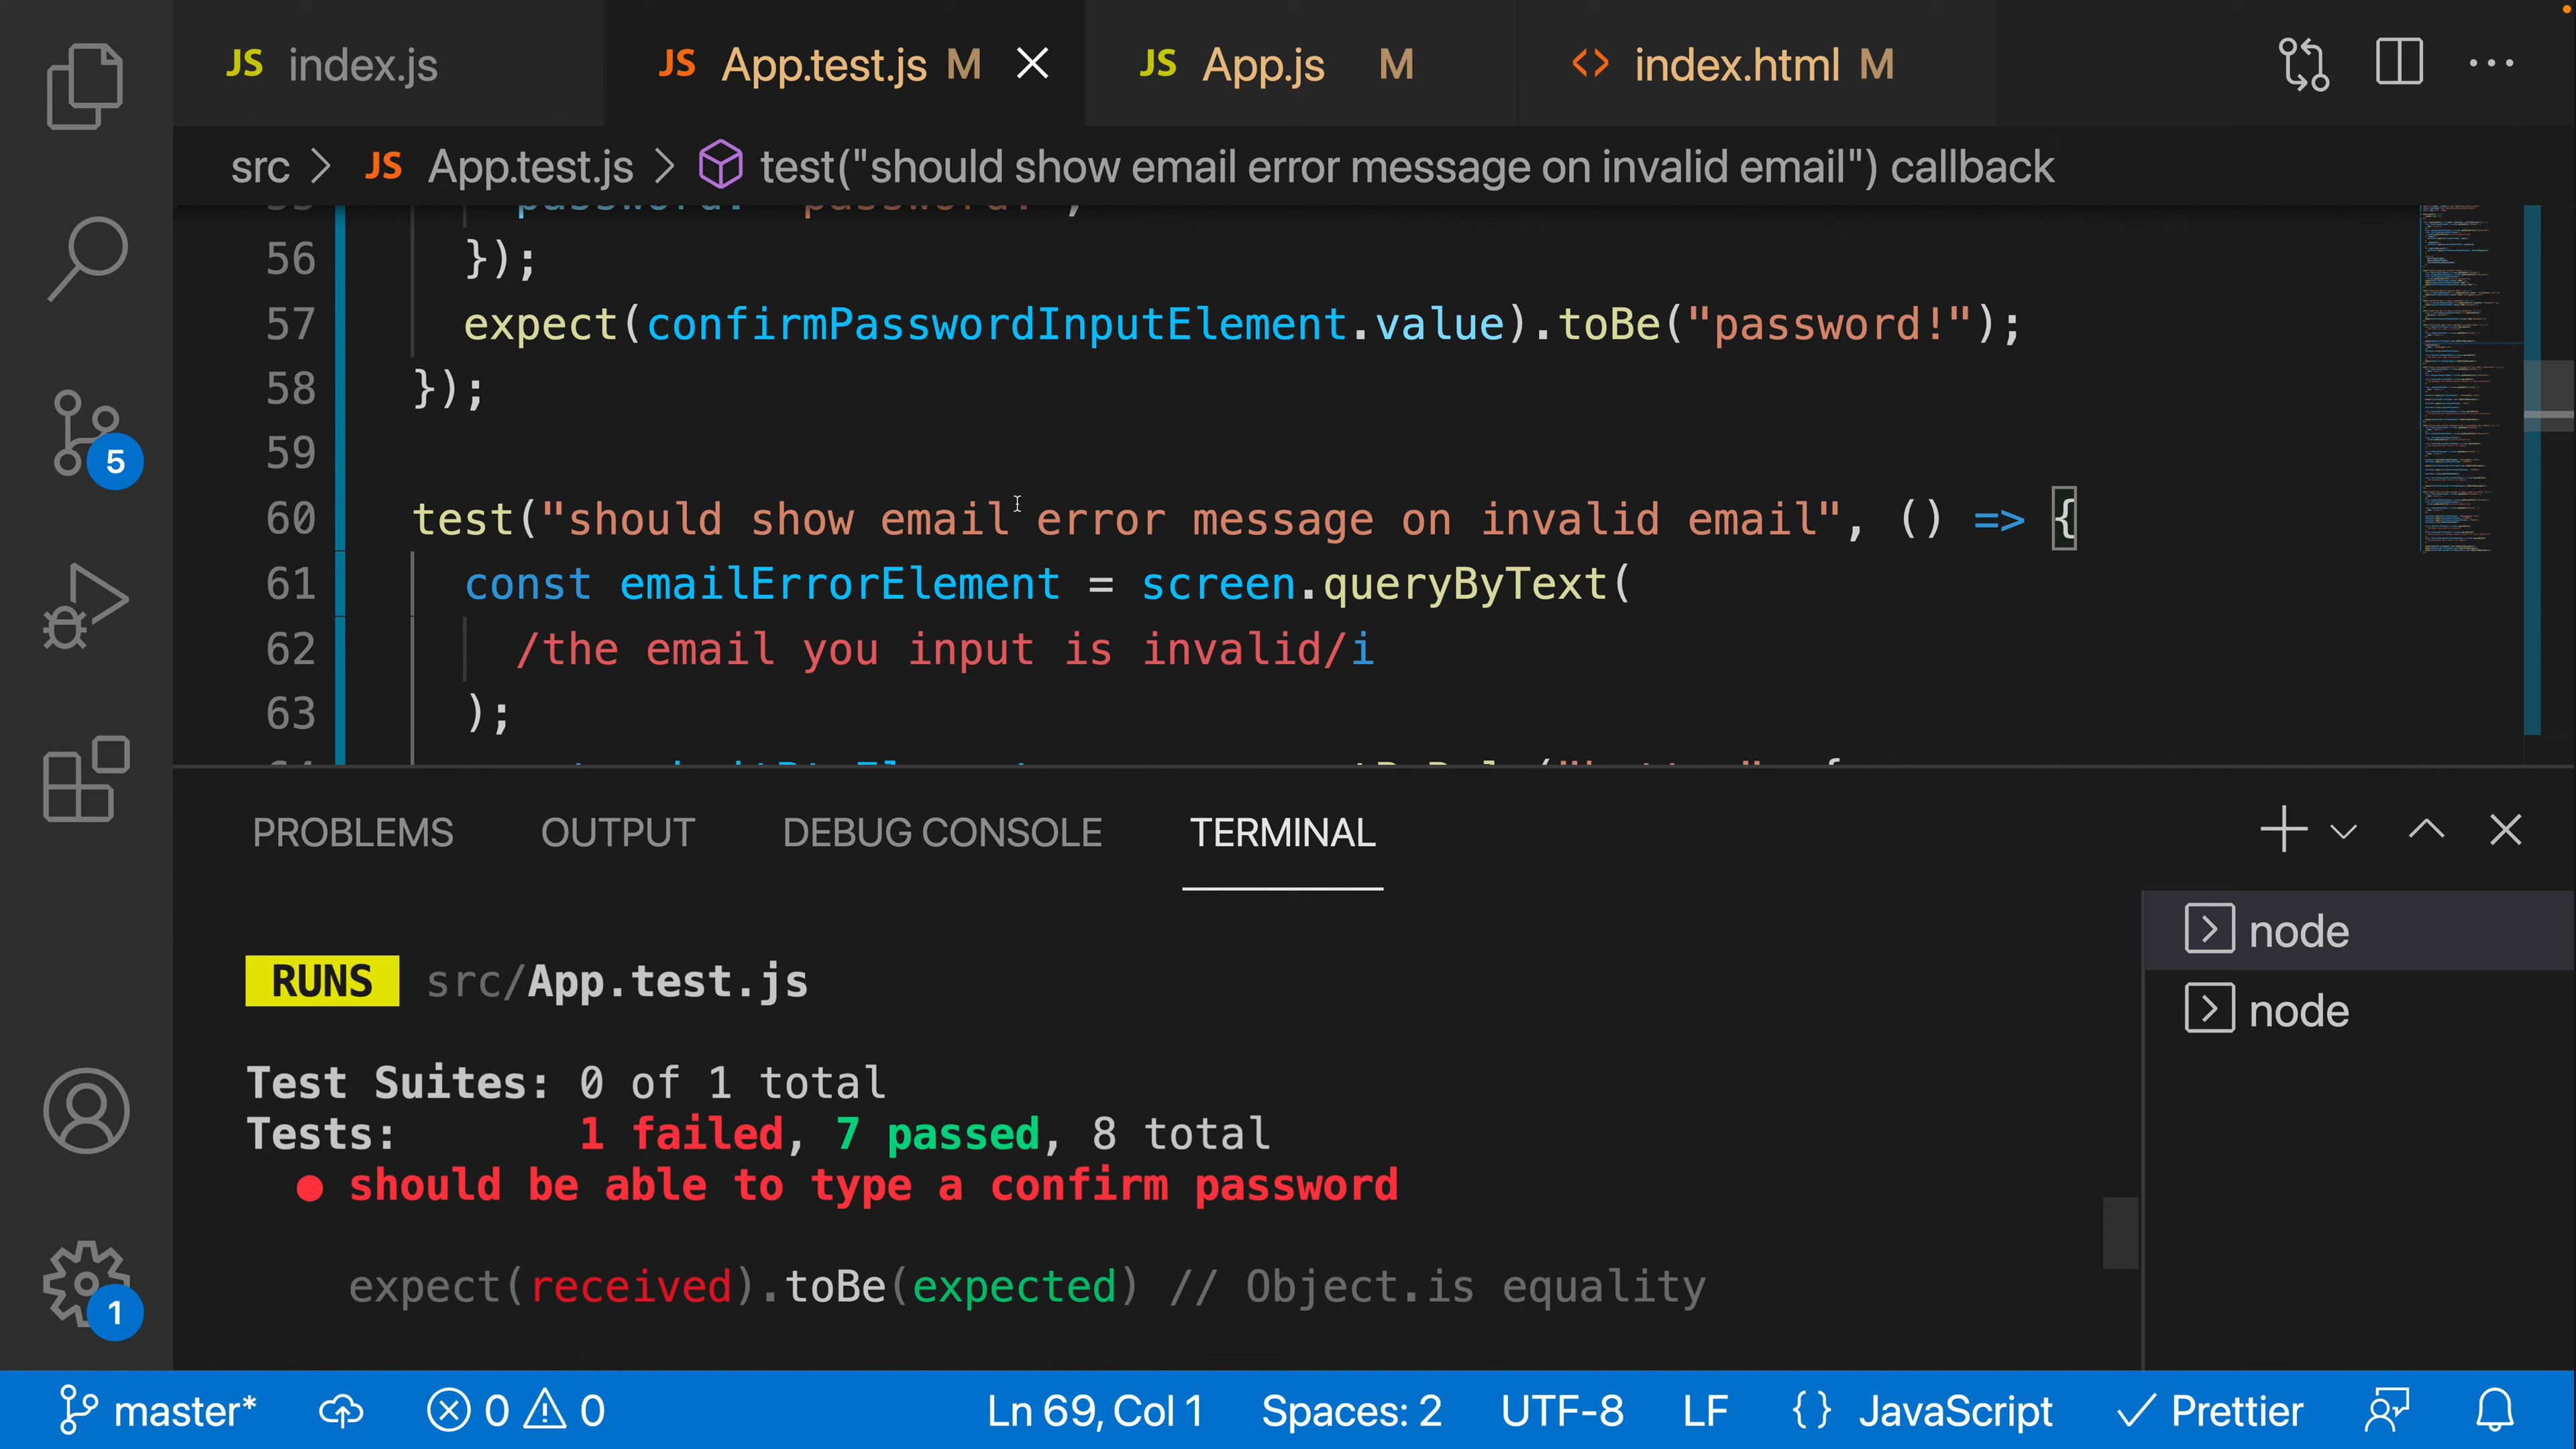 JS index.js
JS App.test.js M
JS App.js M
<> index.html M
src > JS App.test.js > test("should show email error message on invalid email") callback
password: "password!",
56 });
57 expect(confirmPasswordInputElement.value).toBe("password!");
58 });
59
60 test("should show email error message on invalid email", () => {
61 const emailErrorElement = screen.queryByText(
62 /the email you input is invalid/i
63 );
5
PROBLEMS OUTPUT DEBUG CONSOLE TERMINAL
node
node
RUNS src/App.test.js
Test Suites: 0 of 1 total
Tests: 1 failed, 7 passed, 8 total
● should be able to type a confirm password
expect(received).toBe(expected) // Object.is equality
1
master* 0 0 Ln 69, Col 1 Spaces: 2 UTF-8 LF {} JavaScript Prettier